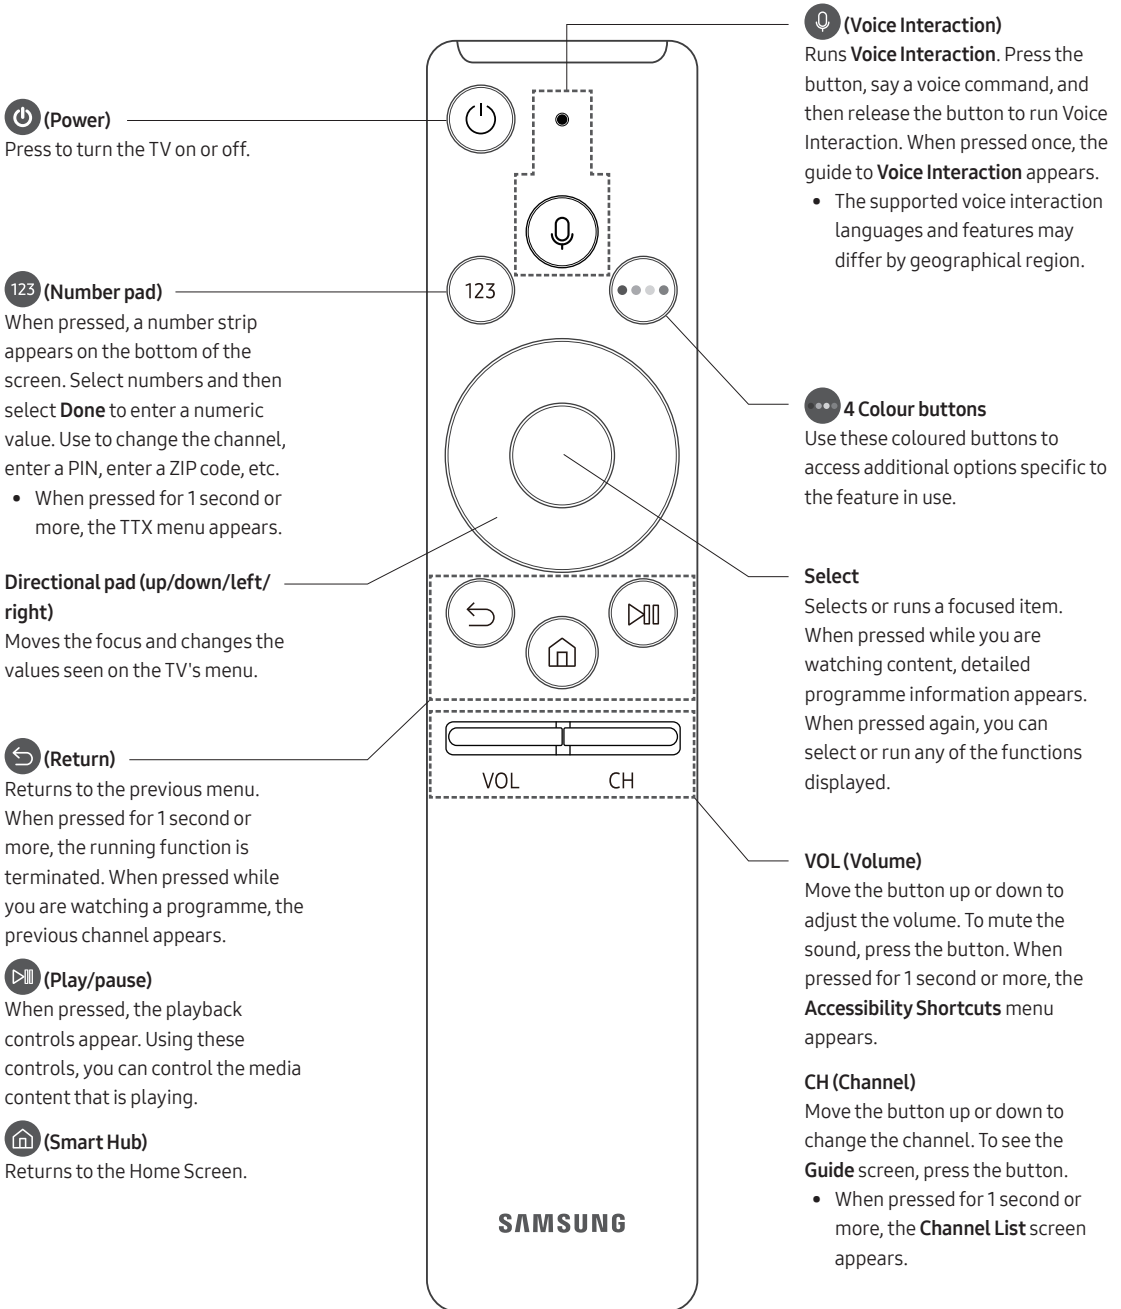 (Power)
Press to turn the TV on or off.
123 (Number pad)
When pressed, a number strip
appears on the bottom of the
screen. Select numbers and then
select Done to enter a numeric
value. Use to change the channel,
enter a PIN, enter a ZIP code, etc.
• When pressed for 1 second or
more, the TTX menu appears.
Directional pad (up/down/left/
right)
Moves the focus and changes the
values seen on the TV's menu.
(Return)
Returns to the previous menu.
When pressed for 1 second or
more, the running function is
terminated. When pressed while
you are watching a programme, the
previous channel appears.
(Play/pause)
When pressed, the playback
controls appear. Using these
controls, you can control the media
content that is playing.
(Smart Hub)
Returns to the Home Screen.
123
VOL
CH
SAMSUNG
(Voice Interaction)
Runs Voice Interaction. Press the
button, say a voice command, and
then release the button to run Voice
Interaction. When pressed once, the
guide to Voice Interaction appears.
• The supported voice interaction
languages and features may
differ by geographical region.
4 Colour buttons
Use these coloured buttons to
access additional options specific to
the feature in use.
Select
Selects or runs a focused item.
When pressed while you are
watching content, detailed
programme information appears.
When pressed again, you can
select or run any of the functions
displayed.
VOL (Volume)
Move the button up or down to
adjust the volume. To mute the
sound, press the button. When
pressed for 1 second or more, the
Accessibility Shortcuts menu
appears.
CH (Channel)
Move the button up or down to
change the channel. To see the
Guide screen, press the button.
• When pressed for 1 second or
more, the Channel List screen
appears.